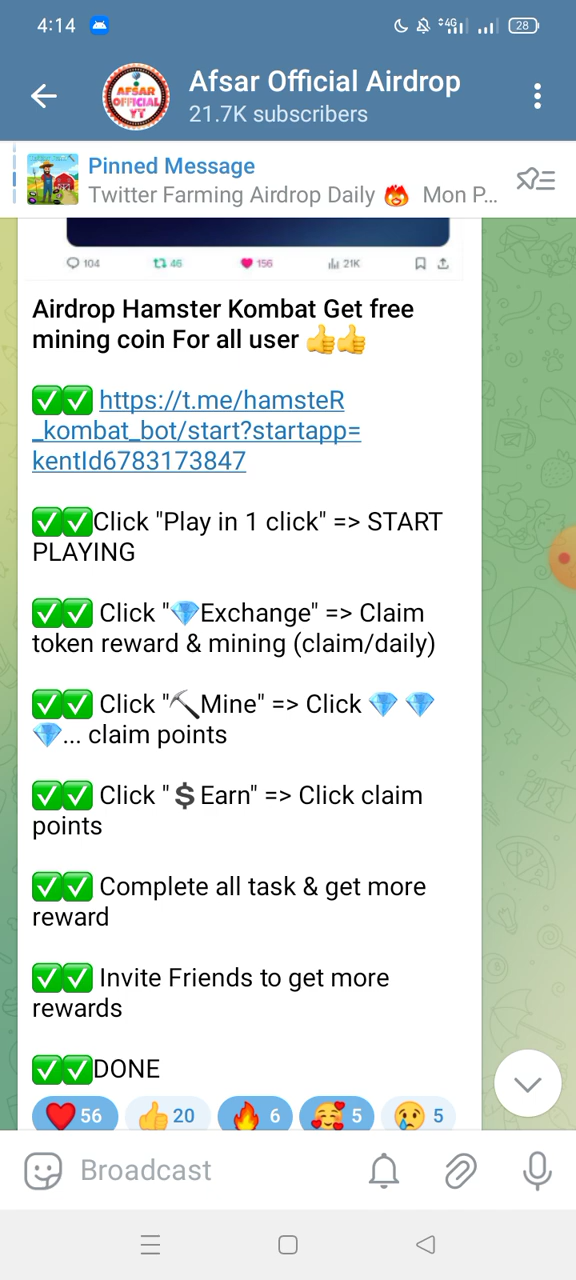 4:14
4G
28
AFSAR
OFFICIAL
YT
Afsar Official Airdrop
21.7K subscribers
Pinned Message
Twitter Farming Airdrop Daily 🔥 Mon P...
104
46
156
21K
Airdrop Hamster Kombat Get free
mining coin For all user 👍👍
✅✅ https://t.me/hamsteR
_kombat_bot/start?startapp=
kentId6783173847
✅✅Click "Play in 1 click" => START
PLAYING
✅✅ Click "💎Exchange" => Claim
token reward & mining (claim/daily)
✅✅ Click "⛏Mine" => Click 💎 💎
💎... claim points
✅✅ Click "💲Earn" => Click claim
points
✅✅ Complete all task & get more
reward
✅✅ Invite Friends to get more
rewards
✅✅DONE
❤️ 56 👍 20 🔥 6 🥰 5 😢 5
Broadcast